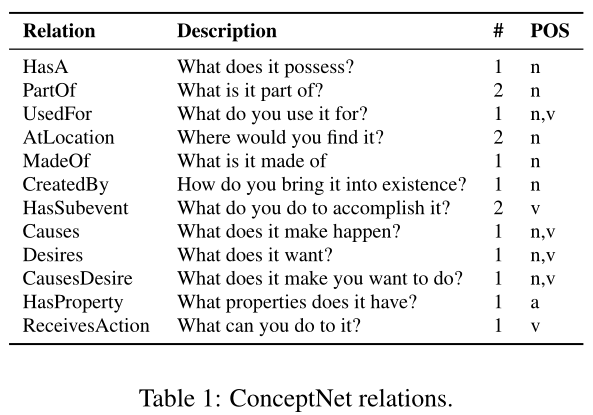 Relation Description # POS
HasA What does it possess? 1 n
PartOf What is it part of? 2 n
UsedFor What do you use it for? 1 n,v
AtLocation Where would you find it? 2 n
MadeOf What is it made of 1 n
CreatedBy How do you bring it into existence? 1 n
HasSubevent What do you do to accomplish it? 2 v
Causes What does it make happen? 1 n,v
Desires What does it want? 1 n,v
CausesDesire What does it make you want to do? 1 n,v
HasProperty What properties does it have? 1 a
ReceivesAction What can you do to it? 1 v
Table 1: ConceptNet relations.